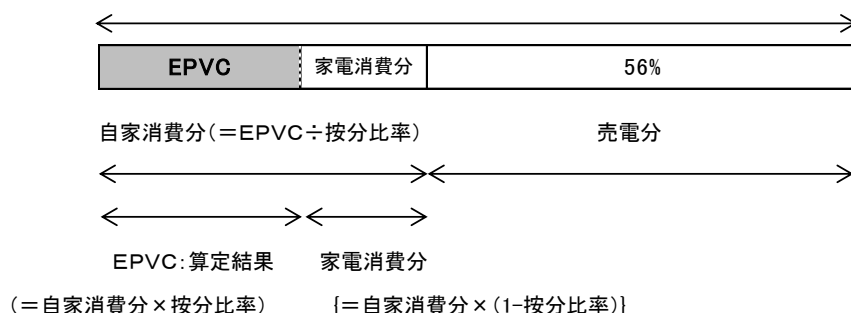 EPVC 家電消費分 56%
自家消費分(＝EPVC÷按分比率) 売電分
EPVC：算定結果 家電消費分
(＝自家消費分×按分比率) {＝自家消費分×(1-按分比率)}